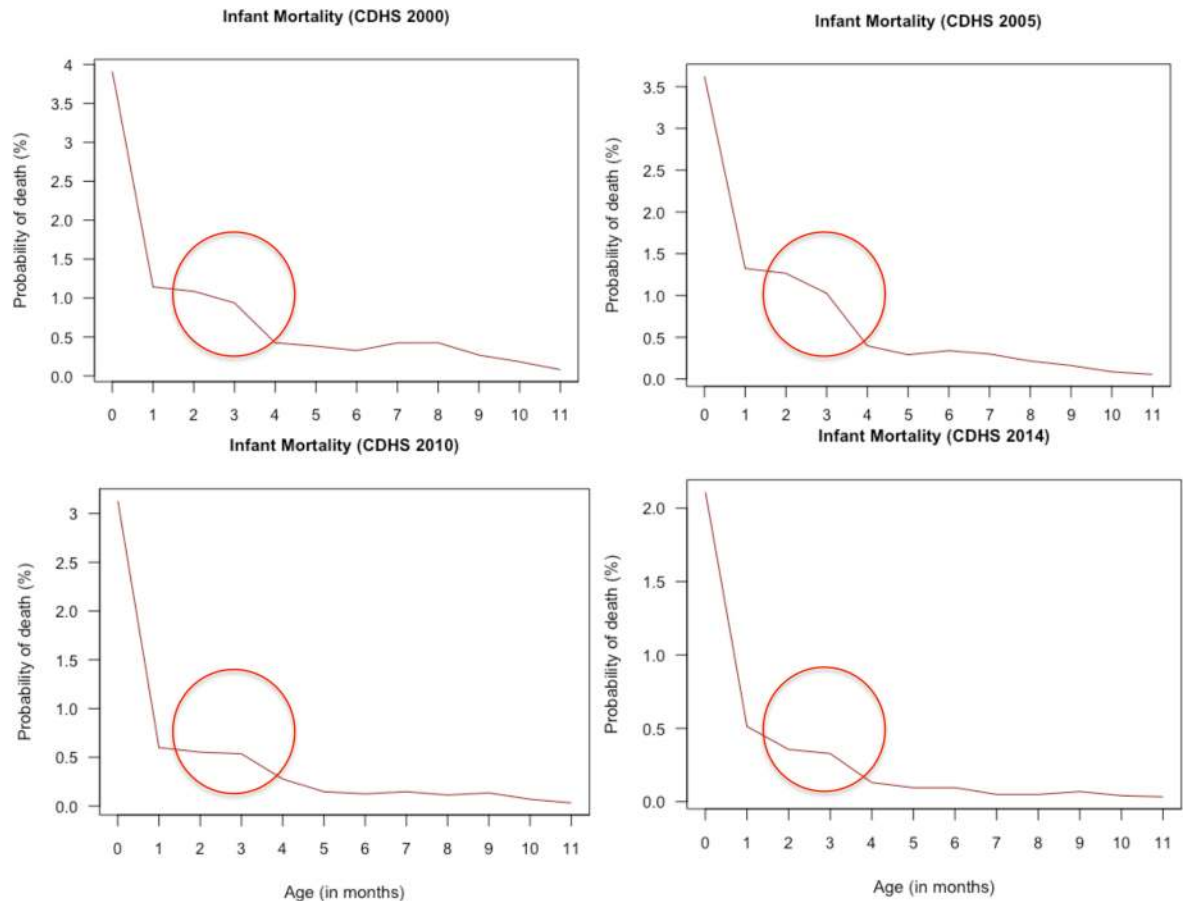 Infant Mortality (CDHS 2000)
Probability of death (%)
4
3.5
3
2.5
2.0
1.5
1.0
0.5
0.0
0 1 2 3 4 5 6 7 8 9 10 11
Infant Mortality (CDHS 2005)
Probability of death (%)
3.5
3
2.5
2.0
1.5
1.0
0.5
0.0
0 1 2 3 4 5 6 7 8 9 10 11
Infant Mortality (CDHS 2010)
Probability of death (%)
3
2.5
2.0
1.5
1.0
0.5
0.0
0 1 2 3 4 5 6 7 8 9 10 11
Age (in months)
Infant Mortality (CDHS 2014)
Probability of death (%)
2.0
1.5
1.0
0.5
0.0
0 1 2 3 4 5 6 7 8 9 10 11
Age (in months)